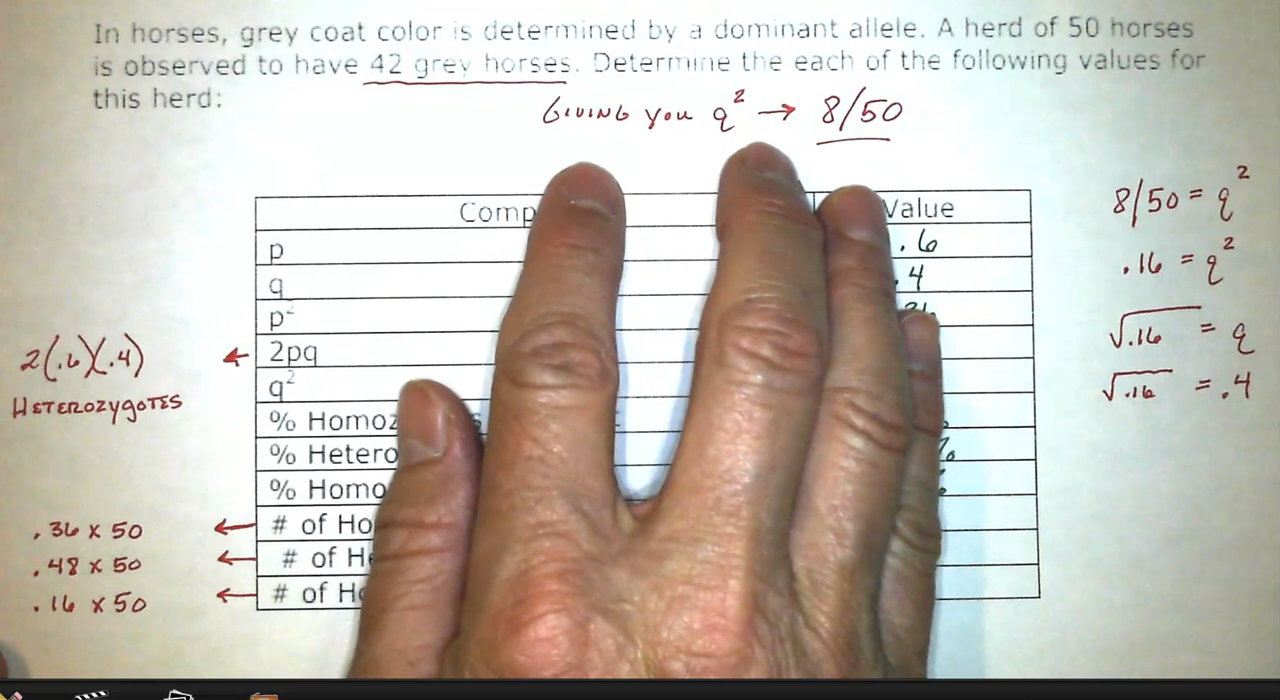 In horses, grey coat color is determined by a dominant allele. A herd of 50 horses
is observed to have 42 grey horses. Determine the each of the following values for
this herd:
GIVING you q² → 8/50
Comp Value
p .6
q .4
p²
2pq
q²
% Homoz
% Hetero %
% Homo
# of Ho
# of He
# of Ho
2(.6)(.4)
HETEROZYGOTES
.36 x 50
.48 x 50
.16 x 50
8/50 = q²
.16 = q²
√.16 = q
√.16 = .4